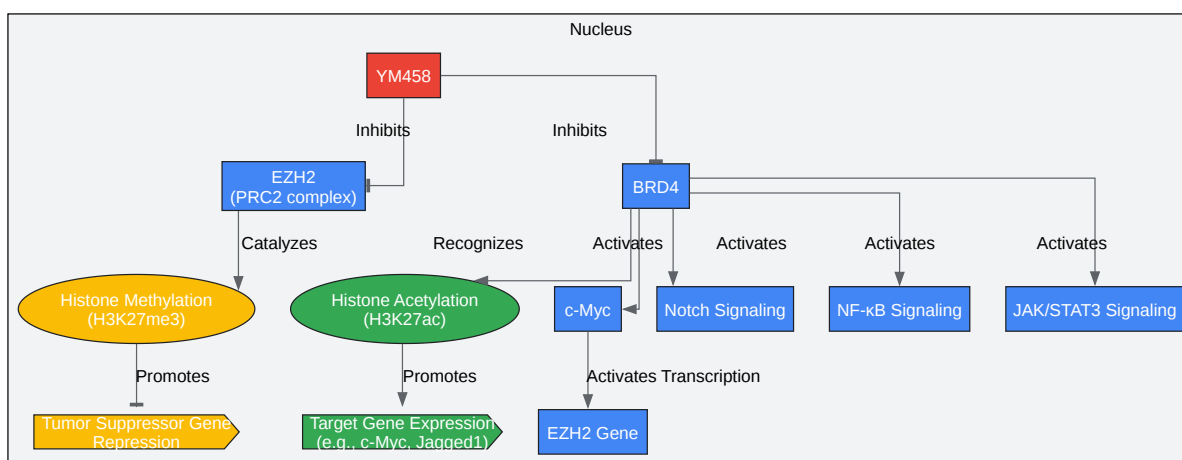 Nucleus
YM458
Inhibits
Inhibits
EZH2
(PRC2 complex)
BRD4
Catalyzes
Recognizes
Activates
Activates
Activates
Activates
Histone Methylation
(H3K27me3)
Histone Acetylation
(H3K27ac)
c-Myc
Notch Signaling
NF-κB Signaling
JAK/STAT3 Signaling
Promotes
Promotes
Activates Transcription
Tumor Suppressor Gene
Repression
Target Gene Expression
(e.g., c-Myc, Jagged1)
EZH2 Gene